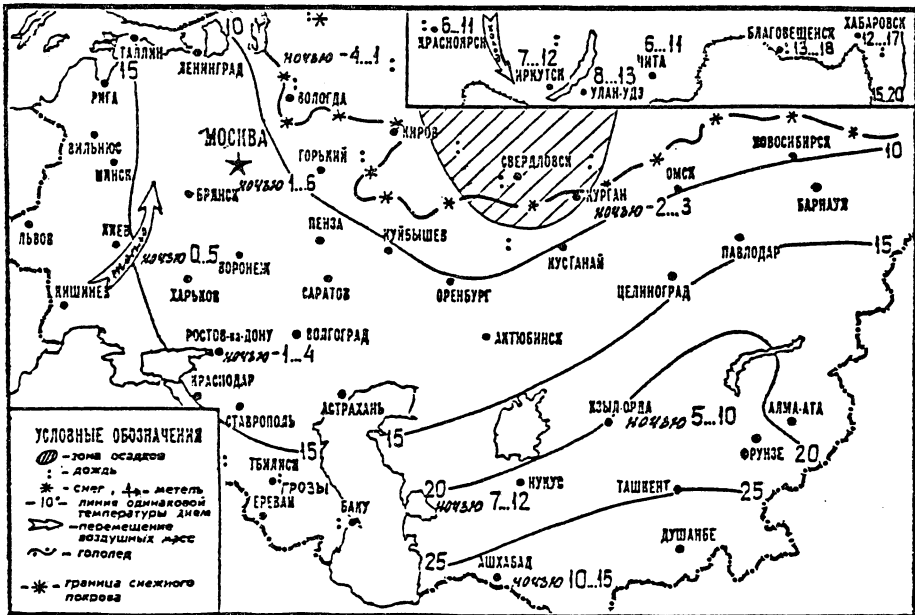 10
НОЧЬЮ -4...1
ТАЛЛИН
ЛЕНИНГРАД
15
РИГА
ВОЛОГДА
КИРОВ
МОСКВА
ВИЛЬНЮС
МИНСК
ГОРЬКИЙ
НОЧЬЮ 1...6
БРЯНСК
СВЕРДЛОВСК
КУРГАН
НОЧЬЮ -2...3
ОМСК
НОВОСИБИРСК
10
БАРНАУЛ
ЛЬВОВ
КИЕВ
НОЧЬЮ 0...5
ВОРОНЕЖ
ПЕНЗА
КУЙБЫШЕВ
КУСТАНАЙ
ПАВЛОДАР
15
КИШИНЕВ
ХАРЬКОВ
САРАТОВ
ОРЕНБУРГ
ЦЕЛИНОГРАД
РОСТОВ-НА-ДОНУ
НОЧЬЮ -1...4
ВОЛГОГРАД
АКТЮБИНСК
КРАСНОДАР
СТАВРОПОЛЬ
АСТРАХАНЬ
КЗЫЛ-ОРДА
НОЧЬЮ 5...10
АЛМА-АТА
ФРУНЗЕ
20
15
15
ТБИЛИСИ
ГРОЗЫ
ЕРЕВАН
БАКУ
20
НУКУС
НОЧЬЮ 7...12
ТАШКЕНТ
25
25
ДУШАНБЕ
АШХАБАД
НОЧЬЮ 10...15
6...11
КРАСНОЯРСК
7...12
ИРКУТСК
8...13
УЛАН-УДЭ
6...11
ЧИТА
БЛАГОВЕЩЕНСК
13...18
ХАБАРОВСК
12...17
15..20
УСЛОВНЫЕ ОБОЗНАЧЕНИЯ
- зона осадков
- дождь
- снег, - метель
- 10° - линия одинаковой
температуры днем
- перемещение
воздушных масс
- гололед
- граница снежного
покрова